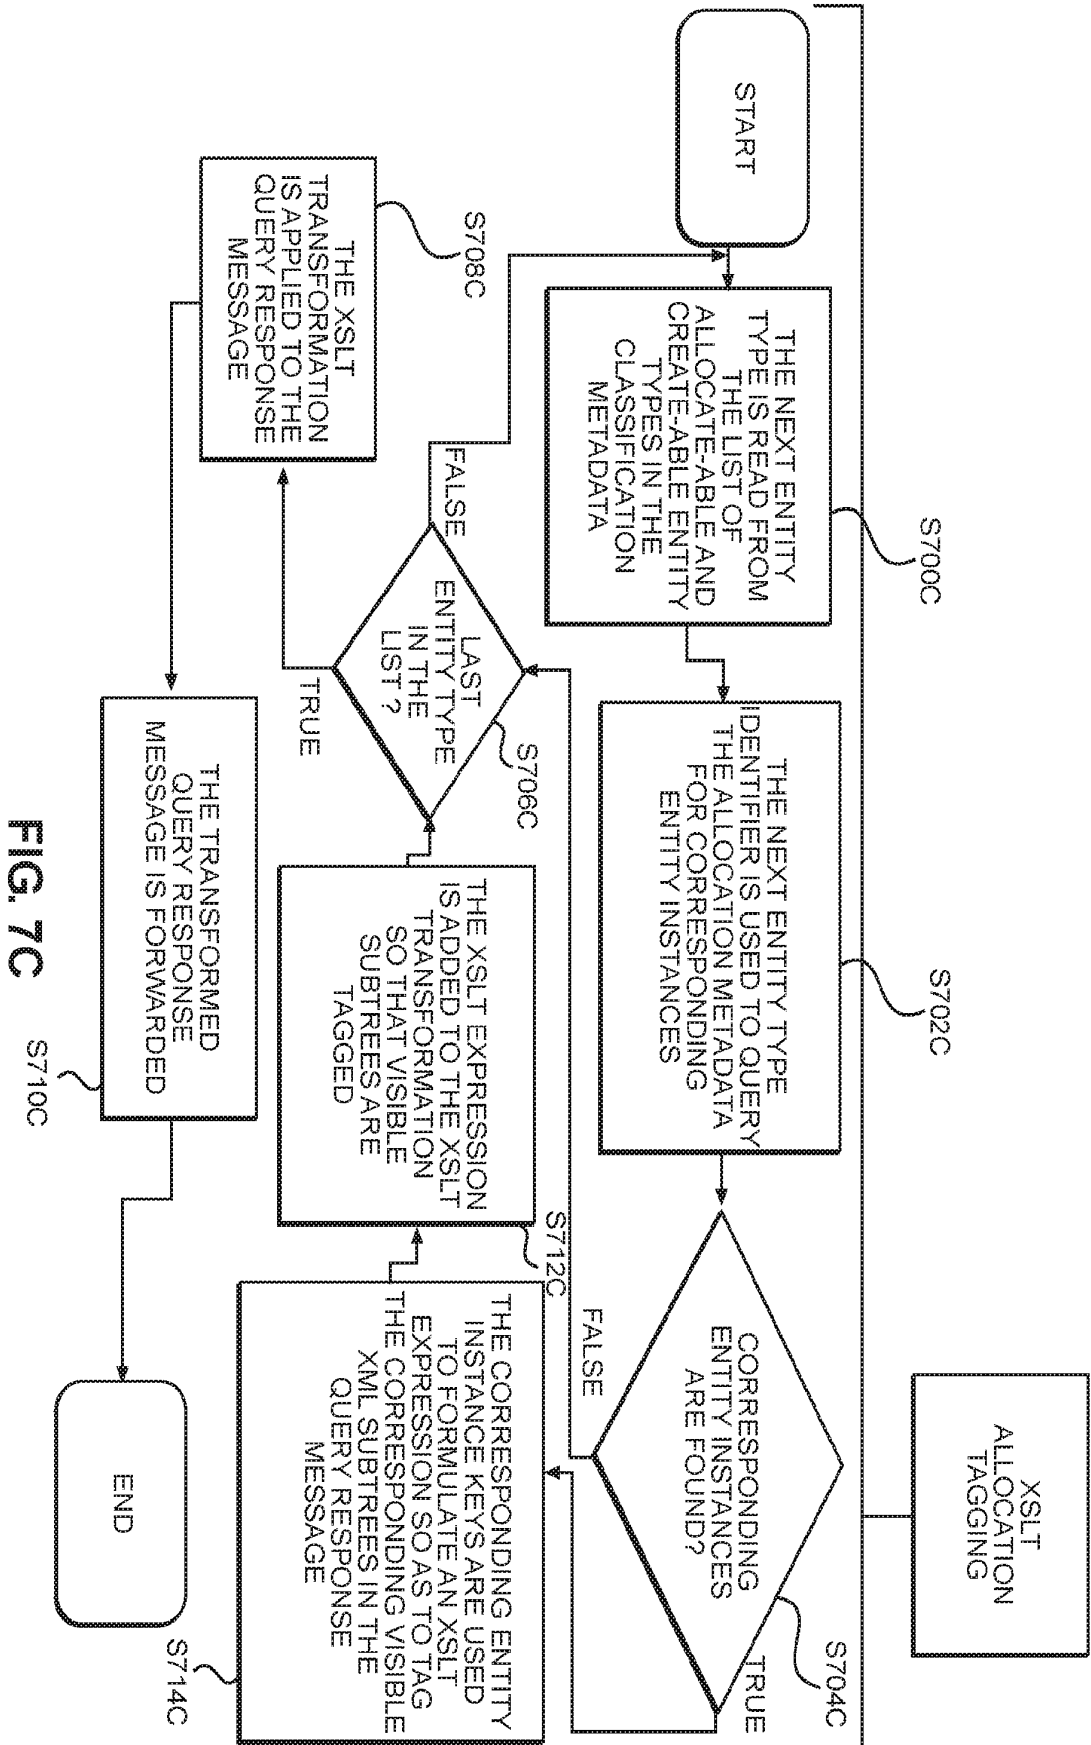 XSLT
ALLOCATION
TAGGING
START
S700C
THE NEXT ENTITY
TYPE IS READ FROM
THE LIST OF
ALLOCATE-ABLE AND
CREATE-ABLE ENTITY
TYPES IN THE
CLASSIFICATION
METADATA
S702C
THE NEXT ENTITY TYPE
IDENTIFIER IS USED TO QUERY
THE ALLOCATION METADATA
FOR CORRESPONDING
ENTITY INSTANCES
S704C
CORRESPONDING
ENTITY INSTANCES
ARE FOUND?
TRUE
FALSE
S708C
THE XSLT
TRANSFORMATION
IS APPLIED TO THE
QUERY RESPONSE
MESSAGE
FALSE
S706C
LAST
ENTITY TYPE
IN THE
LIST ?
TRUE
S712C
THE XSLT EXPRESSION
IS ADDED TO THE XSLT
TRANSFORMATION
SO THAT VISIBLE
SUBTREES ARE
TAGGED
THE CORRESPONDING ENTITY
INSTANCE KEYS ARE USED
TO FORMULATE AN XSLT
EXPRESSION SO AS TO TAG
THE CORRESPONDING VISIBLE
XML SUBTREES IN THE
QUERY RESPONSE
MESSAGE
S714C
THE TRANSFORMED
QUERY RESPONSE
MESSAGE IS FORWARDED
S710C
END
FIG. 7C